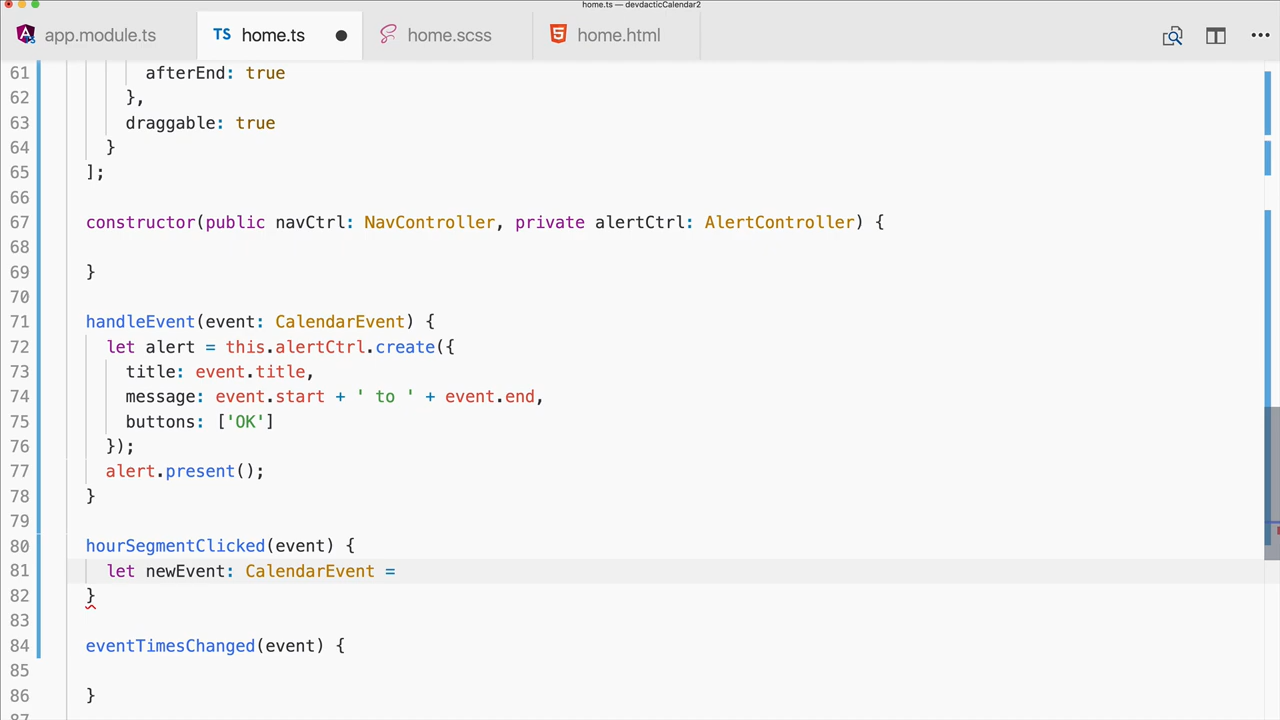 home.ts — devdacticCalendar2
app.module.ts TS home.ts home.scss home.html
61 afterEnd: true
62 },
63 draggable: true
64 }
65 ];
66
67 constructor(public navCtrl: NavController, private alertCtrl: AlertController) {
68
69 }
70
71 handleEvent(event: CalendarEvent) {
72 let alert = this.alertCtrl.create({
73 title: event.title,
74 message: event.start + ' to ' + event.end,
75 buttons: ['OK']
76 });
77 alert.present();
78 }
79
80 hourSegmentClicked(event) {
81 let newEvent: CalendarEvent =
82 }
83
84 eventTimesChanged(event) {
85
86 }
87